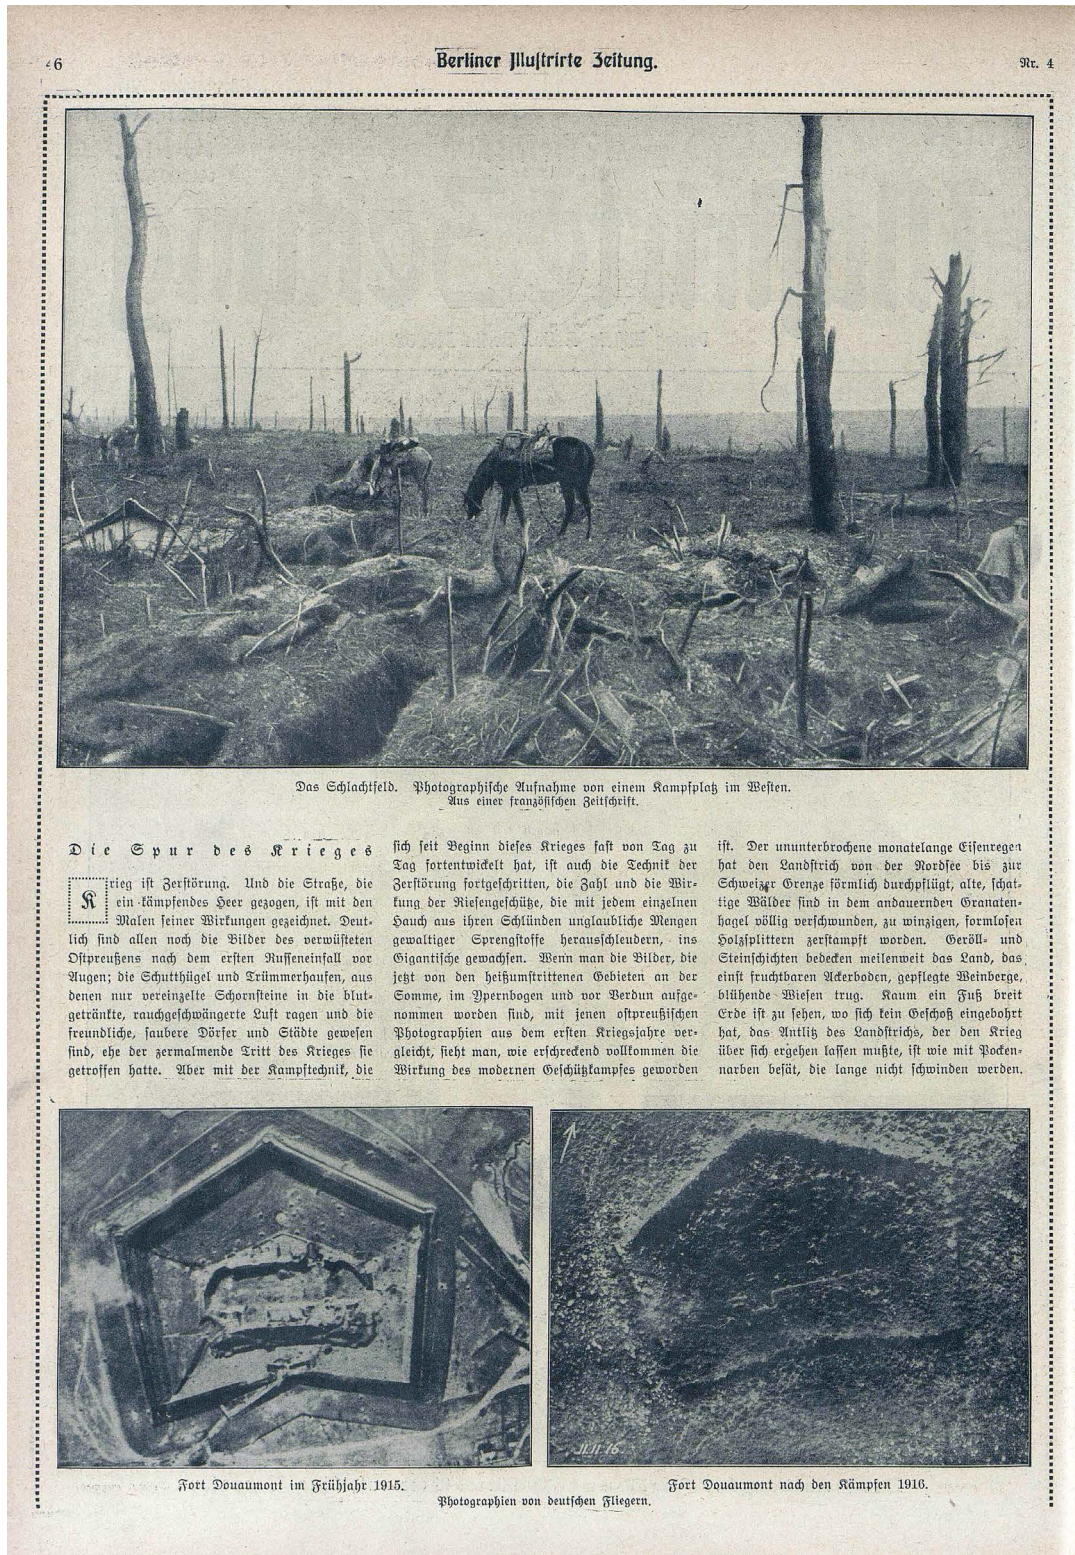 46
Berliner Illustrirte Zeitung.
Nr. 4
Das Schlachtfeld. Photographische Aufnahme von einem Kampfplatz im Westen.
Aus einer französischen Zeitschrift.
Die Spur des Krieges
Krieg ist Zerstörung. Und die Straße, die
ein kämpfendes Heer gezogen, ist mit den
Malen seiner Wirkungen gezeichnet. Deut-
lich sind allen noch die Bilder des verwüsteten
Ostpreußens nach dem ersten Russeneinfall vor
Augen; die Schutthügel und Trümmerhaufen, aus
denen nur vereinzelte Schornsteine in die blut-
getränkte, rauchgeschwängerte Luft ragen und die
freundliche, saubere Dörfer und Städte gewesen
sind, ehe der zermalmende Tritt des Krieges sie
getroffen hatte. Aber mit der Kampftechnik, die
sich seit Beginn dieses Krieges fast von Tag zu
Tag fortentwickelt hat, ist auch die Technik der
Zerstörung fortgeschritten, die Zahl und die Wir-
kung der Riesengeschütze, die mit jedem einzelnen
Hauch aus ihren Schlünden unglaubliche Mengen
gewaltiger Sprengstoffe herausschleudern, ins
Gigantische gewachsen. Wenn man die Bilder, die
jetzt von den heißumstrittenen Gebieten an der
Somme, im Ypernbogen und vor Verdun aufge-
nommen worden sind, mit jenen ostpreußischen
Photographien aus dem ersten Kriegsjahre ver-
gleicht, sieht man, wie erschreckend vollkommen die
Wirkung des modernen Geschützkampfes geworden
ist. Der ununterbrochene monatelange Eisenregen
hat den Landstrich von der Nordsee bis zur
Schweizer Grenze förmlich durchpflügt, alte, schat-
tige Wälder sind in dem andauernden Granaten-
hagel völlig verschwunden, zu winzigen, formlosen
Holzsplittern zerstampft worden. Geröll- und
Steinschichten bedecken meilenweit das Land, das
einst fruchtbaren Ackerboden, gepflegte Weinberge,
blühende Wiesen trug. Kaum ein Fuß breit
Erde ist zu sehen, wo sich kein Geschoß eingebohrt
hat, das Antlitz des Landstrichs, der den Krieg
über sich ergehen lassen mußte, ist wie mit Pocken-
narben besät, die lange nicht schwinden werden.
11.11.16
Fort Douaumont im Frühjahr 1915.
Fort Douaumont nach den Kämpfen 1916.
Photographien von deutschen Fliegern.